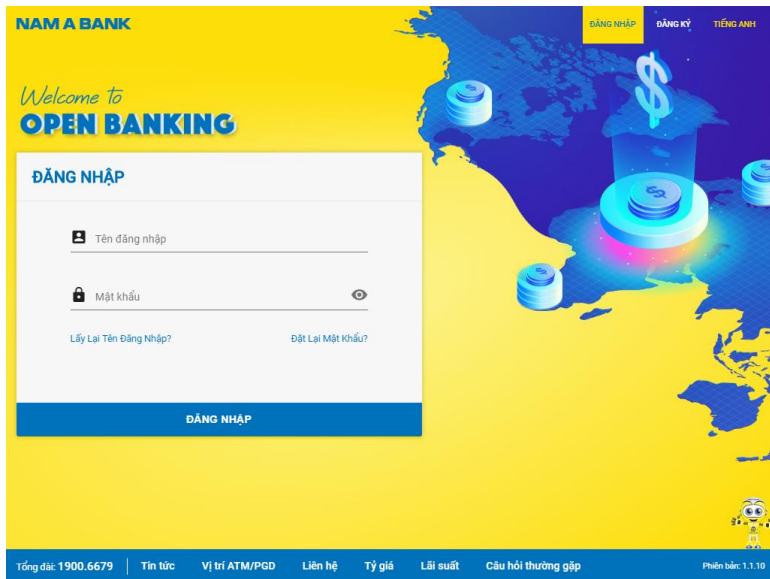 NAM A BANK
ĐĂNG NHẬP ĐĂNG KÝ TIẾNG ANH
Welcome to
OPEN BANKING
ĐĂNG NHẬP
Tên đăng nhập
Mật khẩu
Lấy Lại Tên Đăng Nhập? Đặt Lại Mật Khẩu?
ĐĂNG NHẬP
Tổng đài: 1900.6679 Tin tức Vị trí ATM/PGD Liên hệ Tỷ giá Lãi suất Câu hỏi thường gặp Phiên bản: 1.1.10